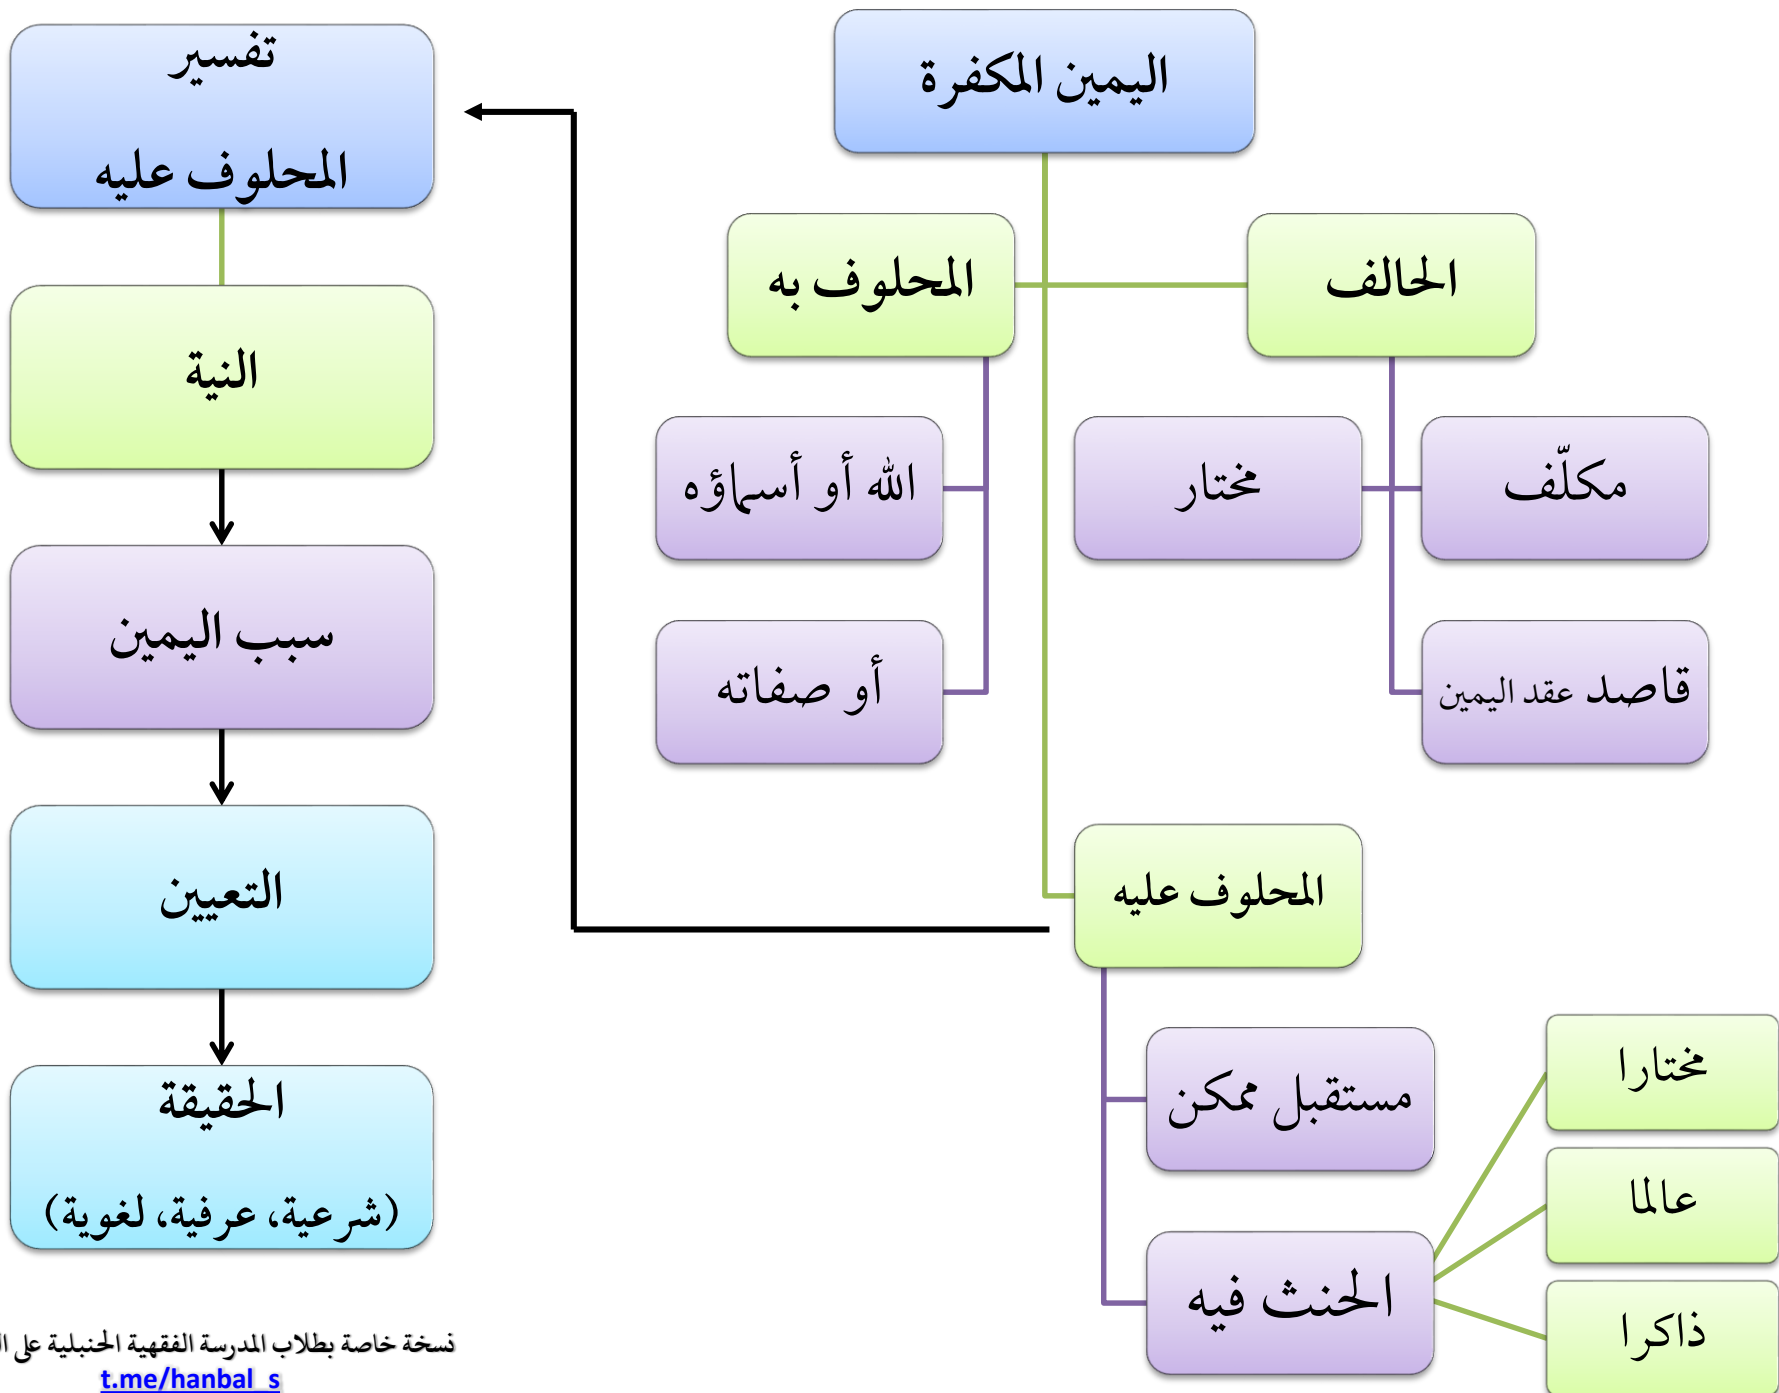 اليمين المكفرة
الحالف
المحلوف به
مكلّف
مختار
قاصد عقد اليمين
الله أو أسماؤه
أو صفاته
المحلوف عليه
مستقبل ممكن
الحنث فيه
مختارا
عالما
ذاكرا
تفسير
المحلوف عليه
النية
سبب اليمين
التعيين
الحقيقة
(شرعية، عرفية، لغوية)
نسخة خاصة بطلاب المدرسة الفقهية الحنبلية على
t.me/hanbal_s